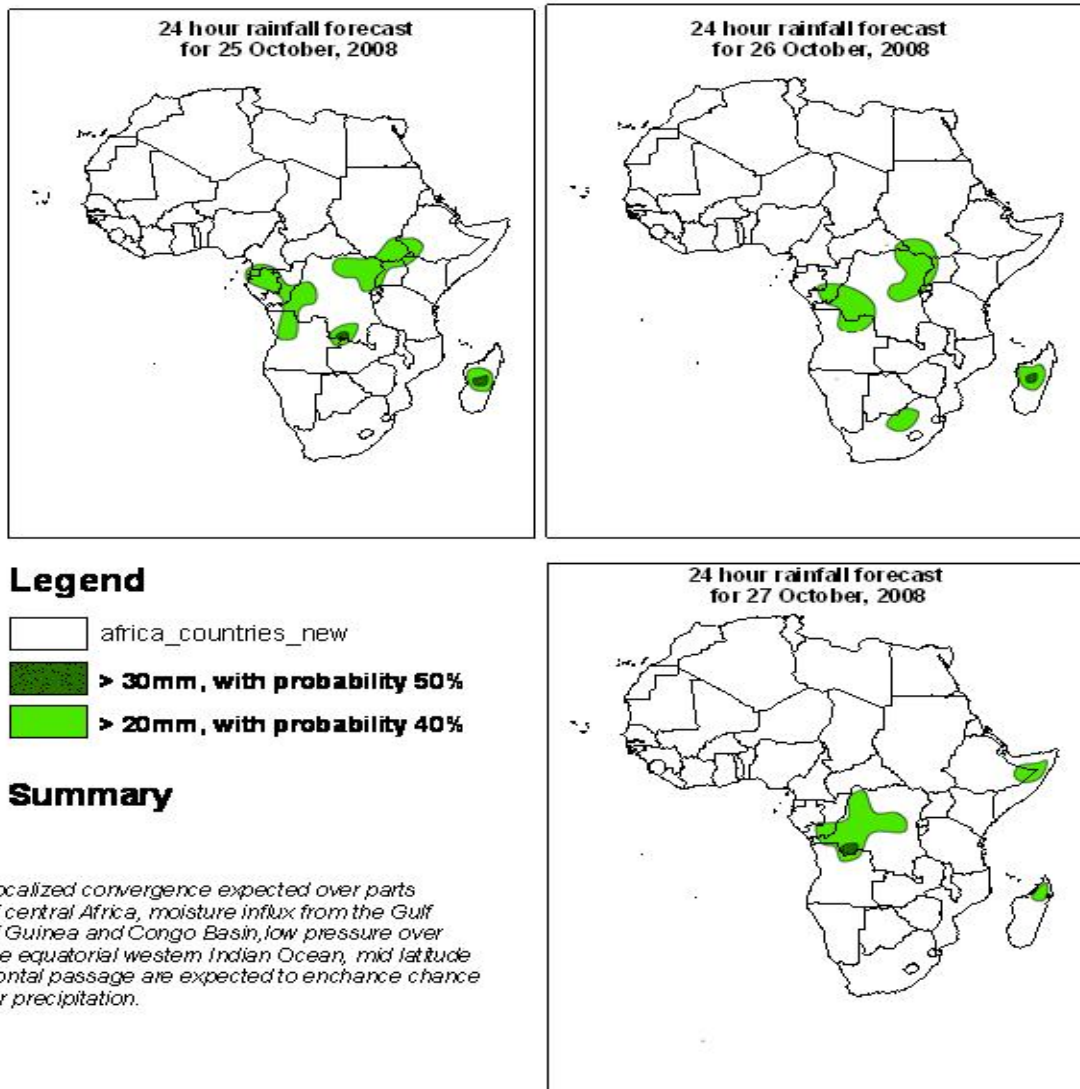 24 hour rainfall forecast
for 25 October, 2008
24 hour rainfall forecast
for 26 October, 2008
Legend
africa_countries_new
> 30mm, with probability 50%
> 20mm, with probability 40%
Summary
24 hour rainfall forecast
for 27 October, 2008
ocalized convergence expected over parts
central Africa, moisture influx from the Gulf
Guinea and Congo Basin,low pressure over
e equatorial western Indian Ocean, mid latitude
ontal passage are expected to enchance chance
r precipitation.